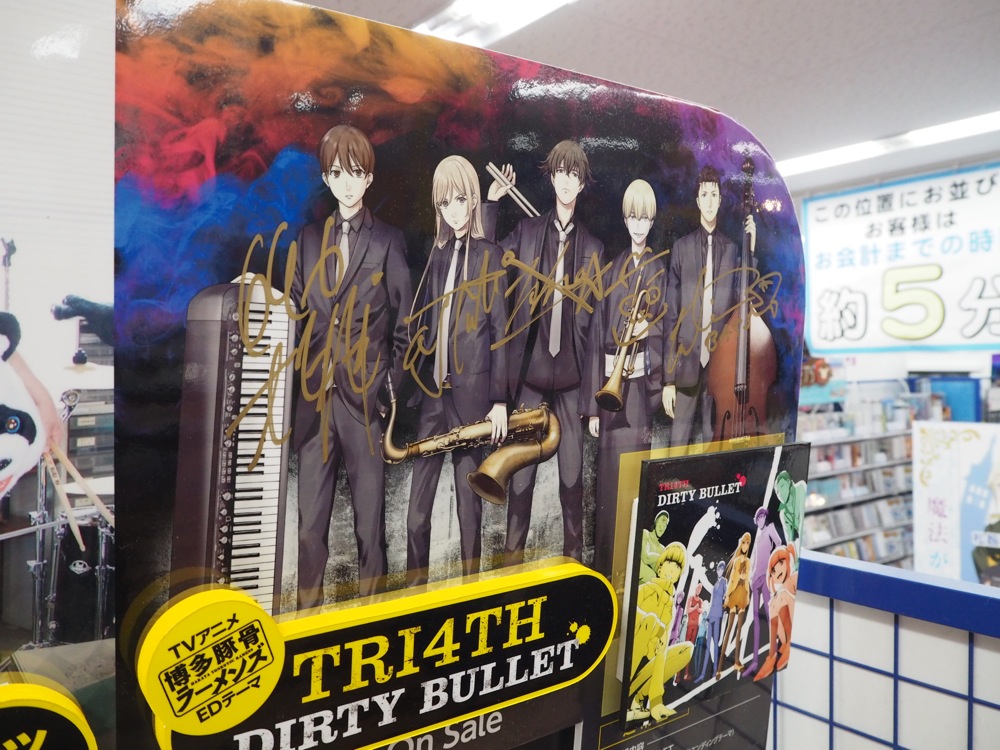 この位置にお並び
お客様は
お会計までの時
約5分
TRI4TH
DIRTY BULLET
魔法が
TVアニメ
博多豚骨
ラーメンズ
EDテーマ
TRI4TH
DIRTY BULLET
On Sale